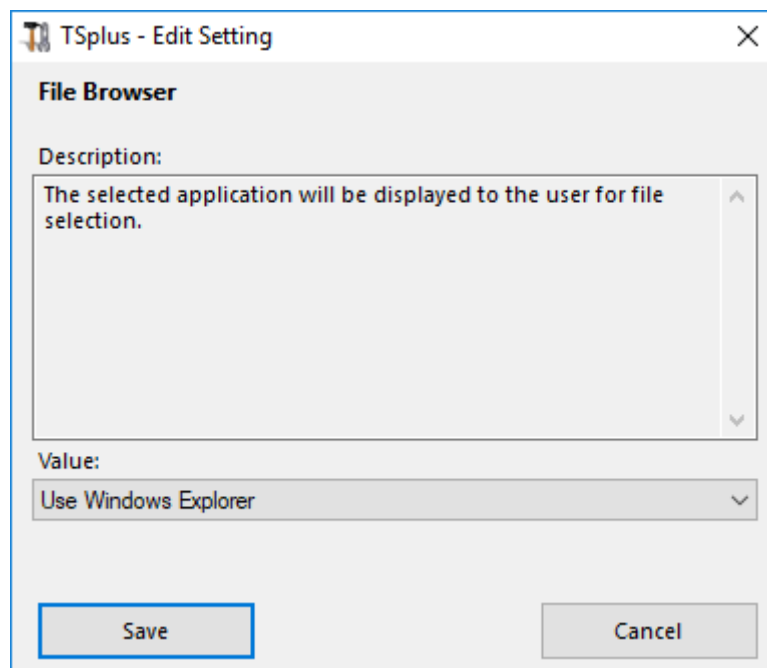 TSplus - Edit Setting
File Browser
Description:
The selected application will be displayed to the user for file
selection.
Value:
Use Windows Explorer
Save
Cancel